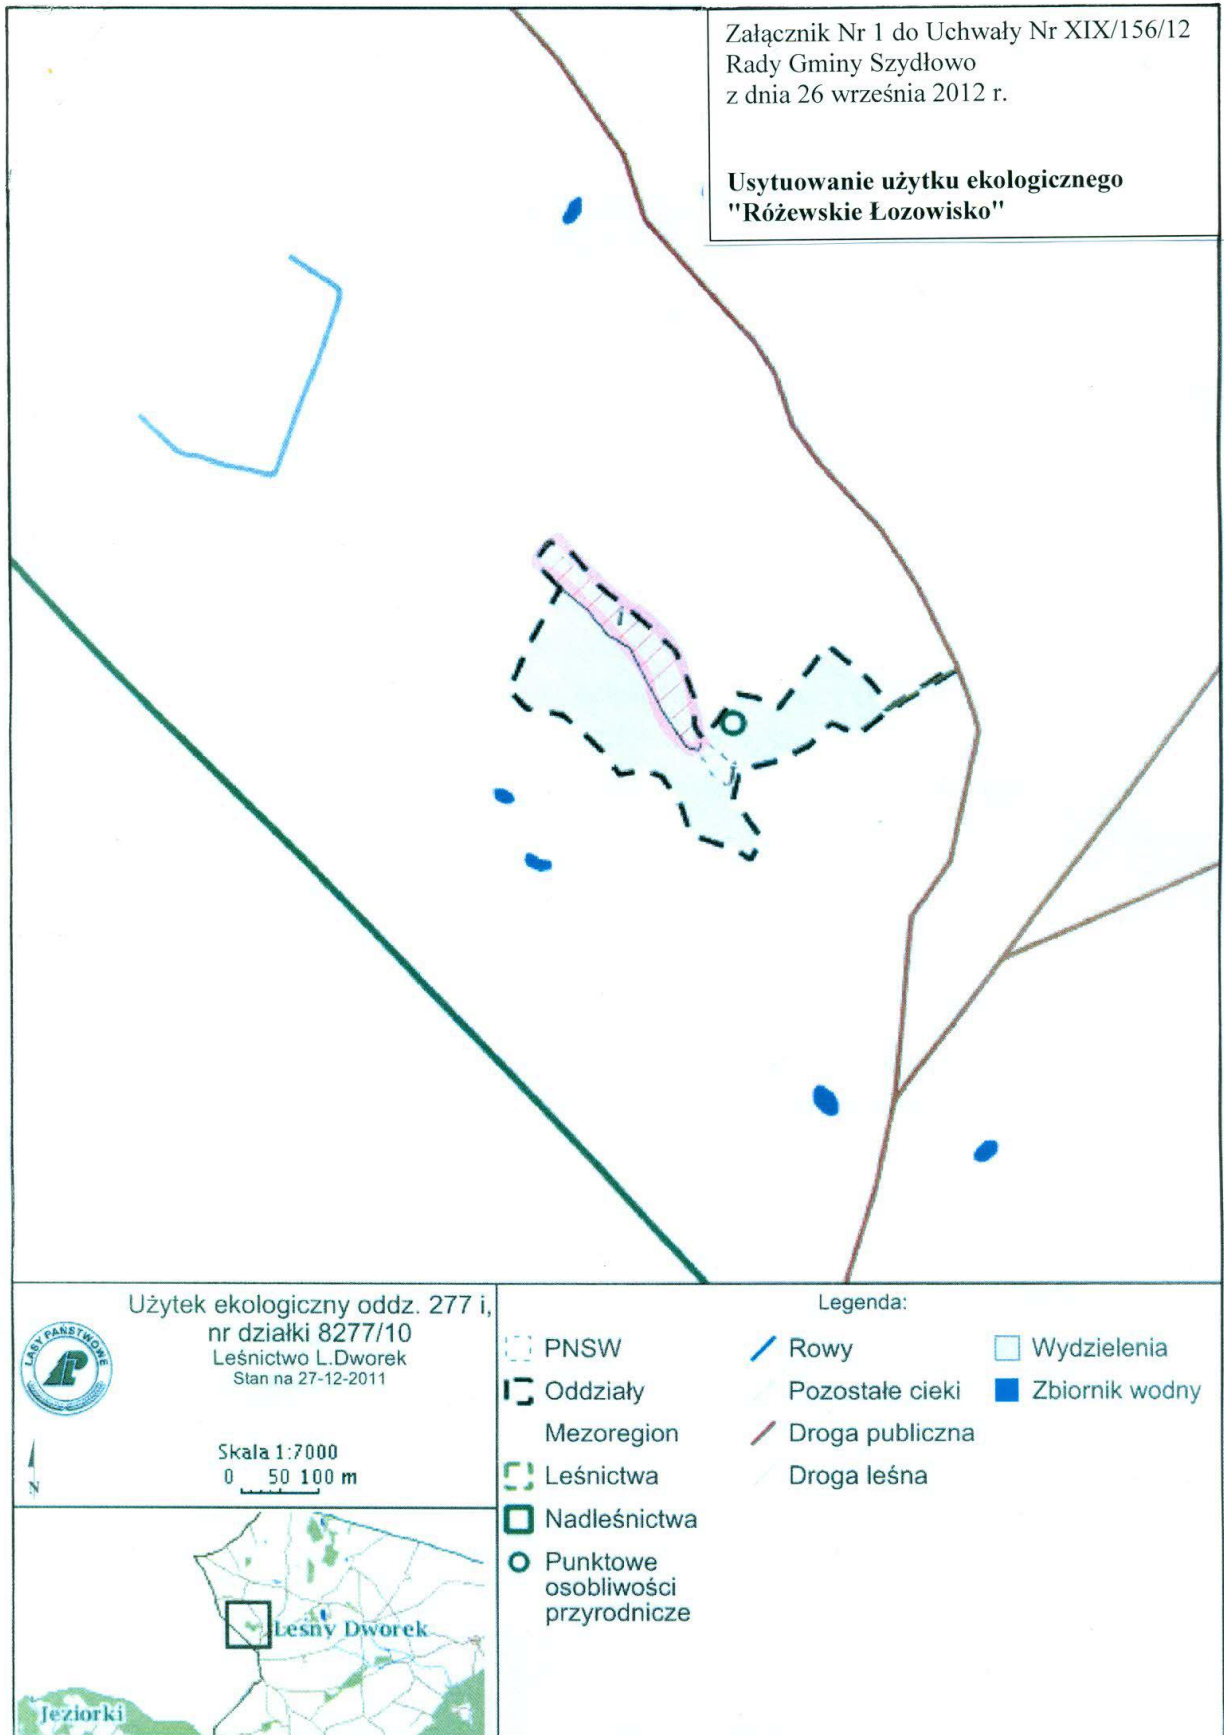 Załącznik Nr 1 do Uchwały Nr XIX/156/12
Rady Gminy Szydłowo
z dnia 26 września 2012 r.
Usytuowanie użytku ekologicznego
"Różewskie Łozowisko"
i
j
Użytek ekologiczny oddz. 277 i,
nr działki 8277/10
Leśnictwo L.Dworek
Stan na 27-12-2011
LASY PAŃSTWOWE
Skala 1:7000
0 50 100 m
N
Leśny Dworek
Jeziorki
Legenda:
PNSW
Oddziały
Mezoregion
Leśnictwa
Nadleśnictwa
Punktowe
osobliwości
przyrodnicze
Rowy
Pozostałe cieki
Droga publiczna
Droga leśna
Wydzielenia
Zbiornik wodny